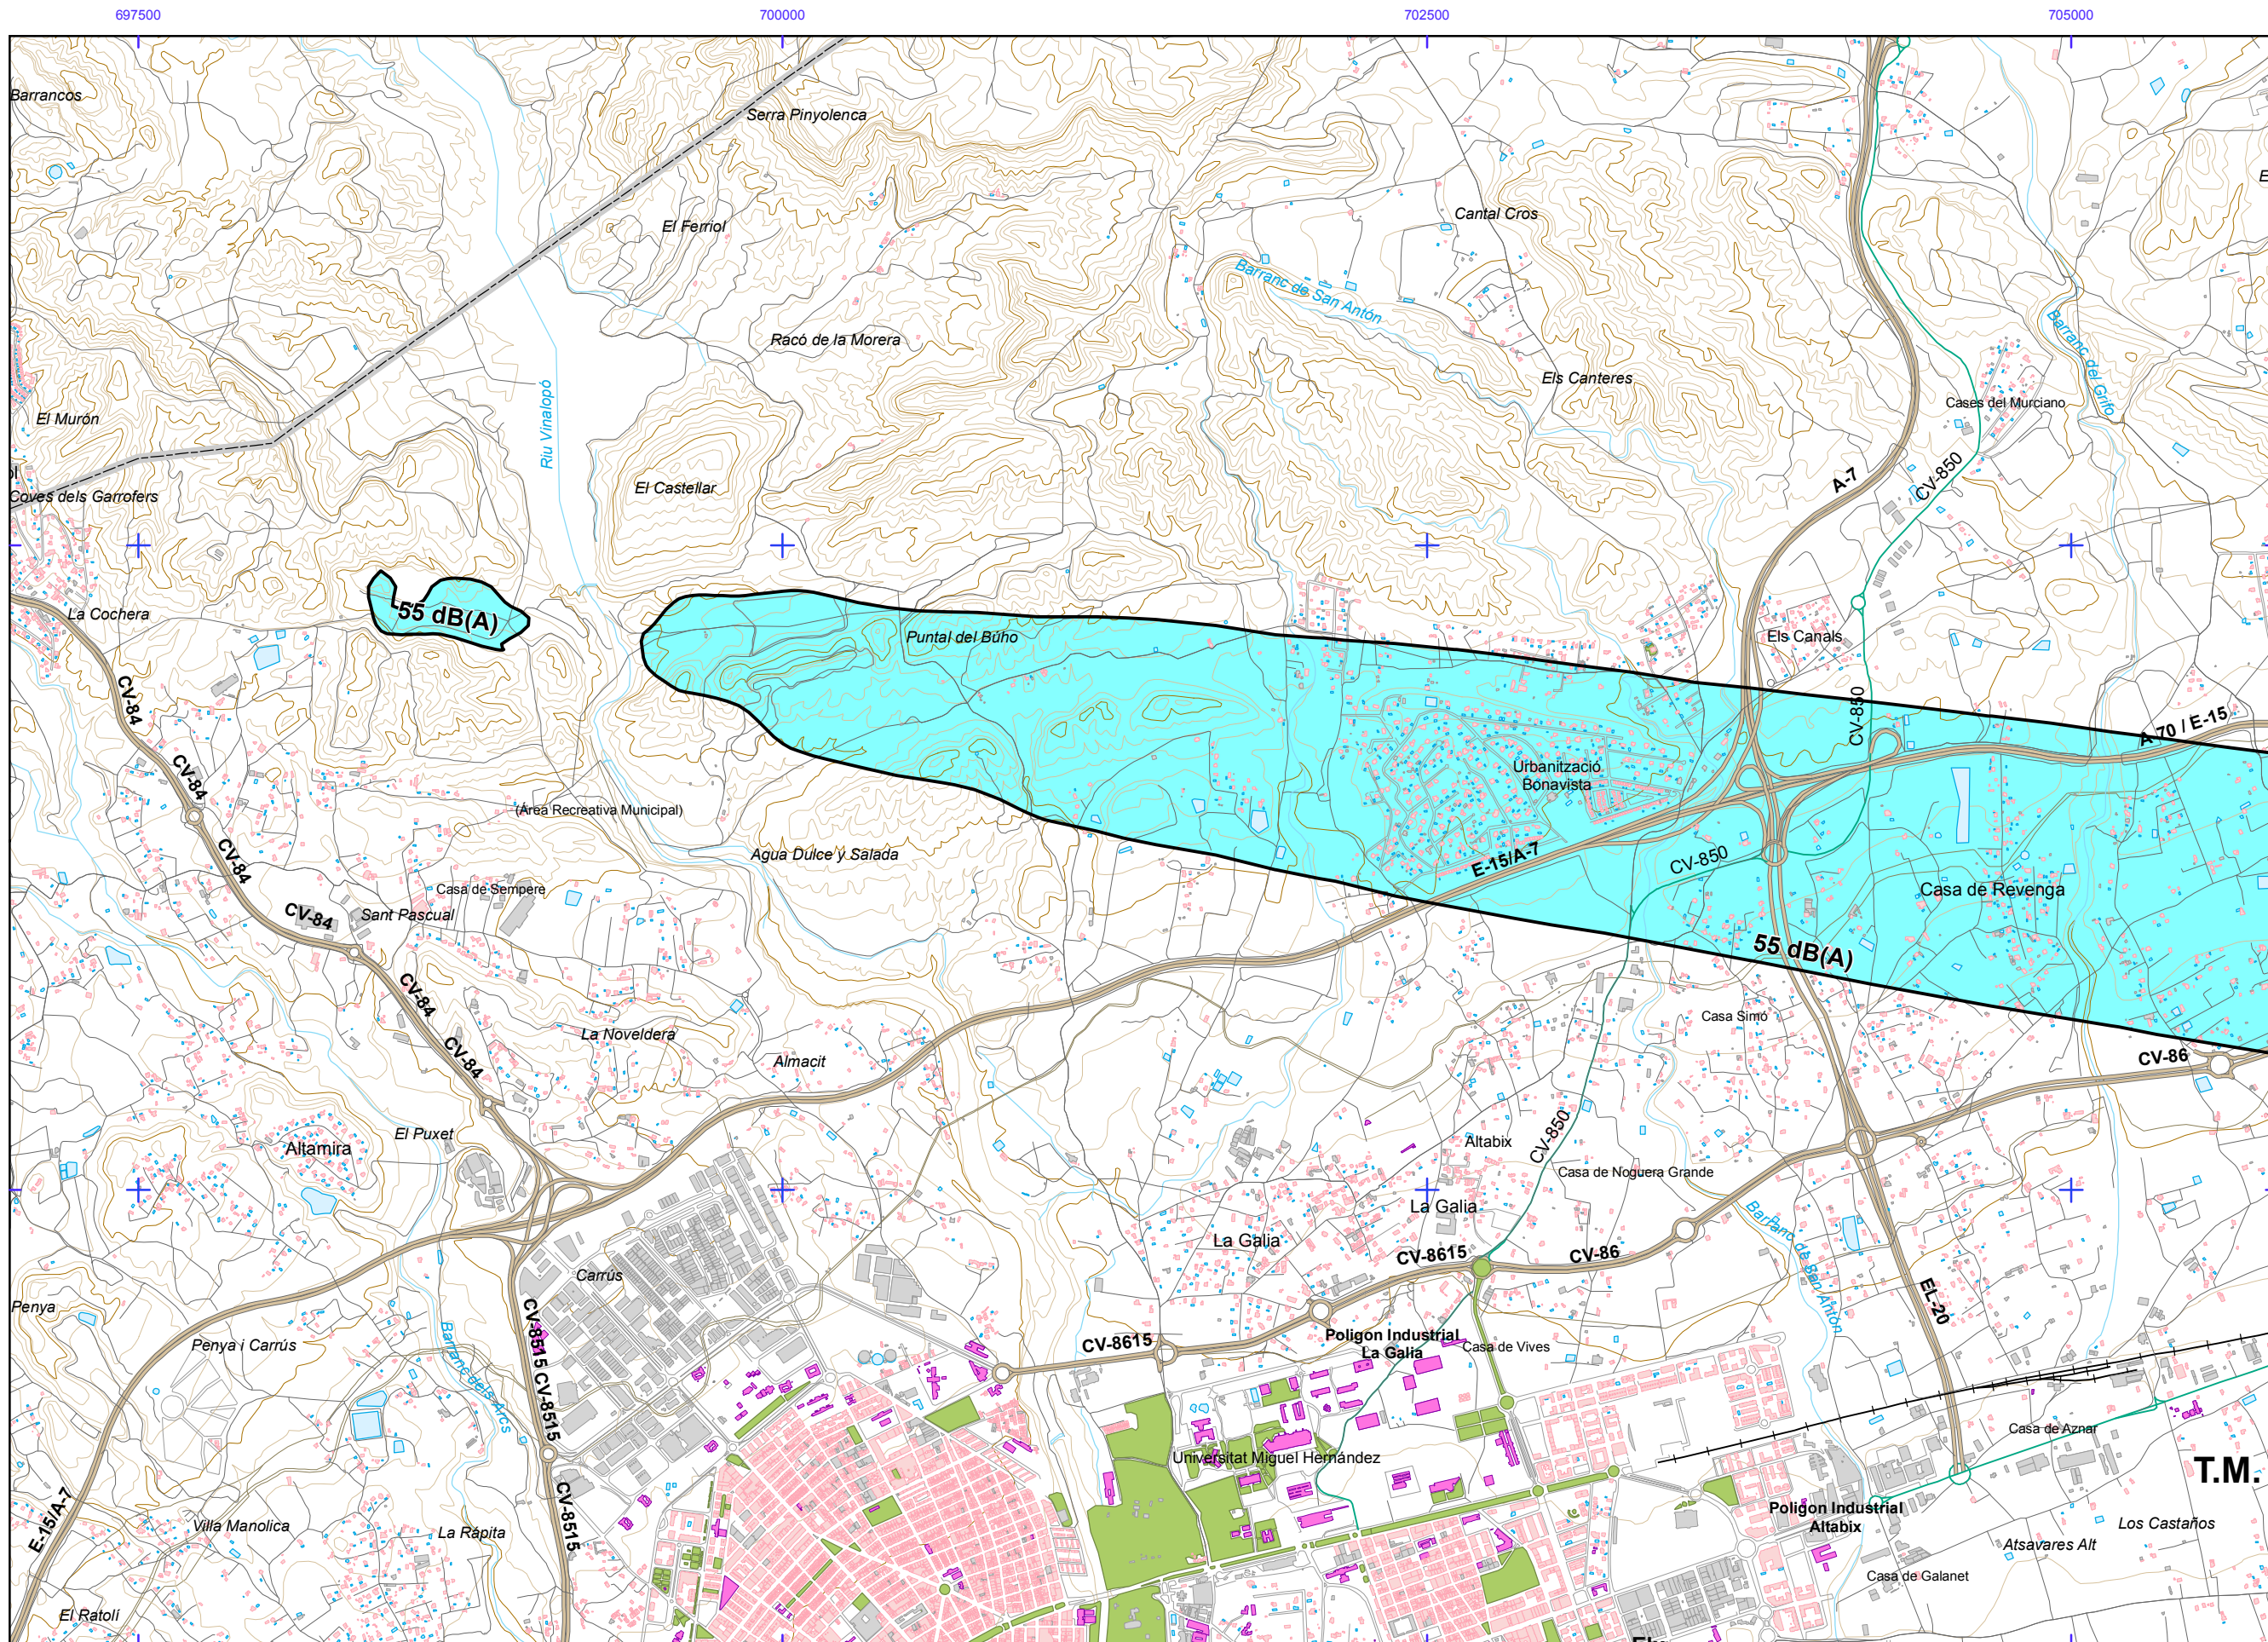 697500
700000
702500
705000
Barrancos
Serra Pinyolenca
El Ferriol
Cantal Cros
Barranc de San Antón
Racó de la Morera
Barranc del Grifo
Els Canteres
Cases del Murciano
Riu Vinalopó
El Murón
A-7
CV-850
El Castellar
Coves dels Garrofers
La Cochera
55 dB(A)
Puntal del Búho
Els Canals
CV-84
CV-850
A-70 / E-15
CV-84
Urbanització
Bonavista
(Área Recreativa Municipal)
CV-84
Agua Dulce y Salada
E-15/A-7
CV-850
Casa de Sempere
Casa de Revenga
CV-84
Sant Pascual
55 dB(A)
CV-84
La Noveldera
Casa Simó
Almacit
CV-84
CV-86
El Puxet
Altamira
Altabix
CV-850
Casa de Noguera Grande
La Galia
La Galia
Barranc de San Antón
CV-8615
CV-86
Carrús
Penya
EL-20
CV-8515
Barranc dels Arcs
Penya i Carrús
CV-8615
Poligon Industrial
La Galia
Casa de Vives
CV-8515
Casa de Aznar
Universitat Miguel Hernández
T.M.
E-15/A-7
CV-8515
Villa Manolica
La Ràpita
Poligon Industrial
Altabix
Los Castaños
Atsavares Alt
Casa de Galanet
El Ratolí